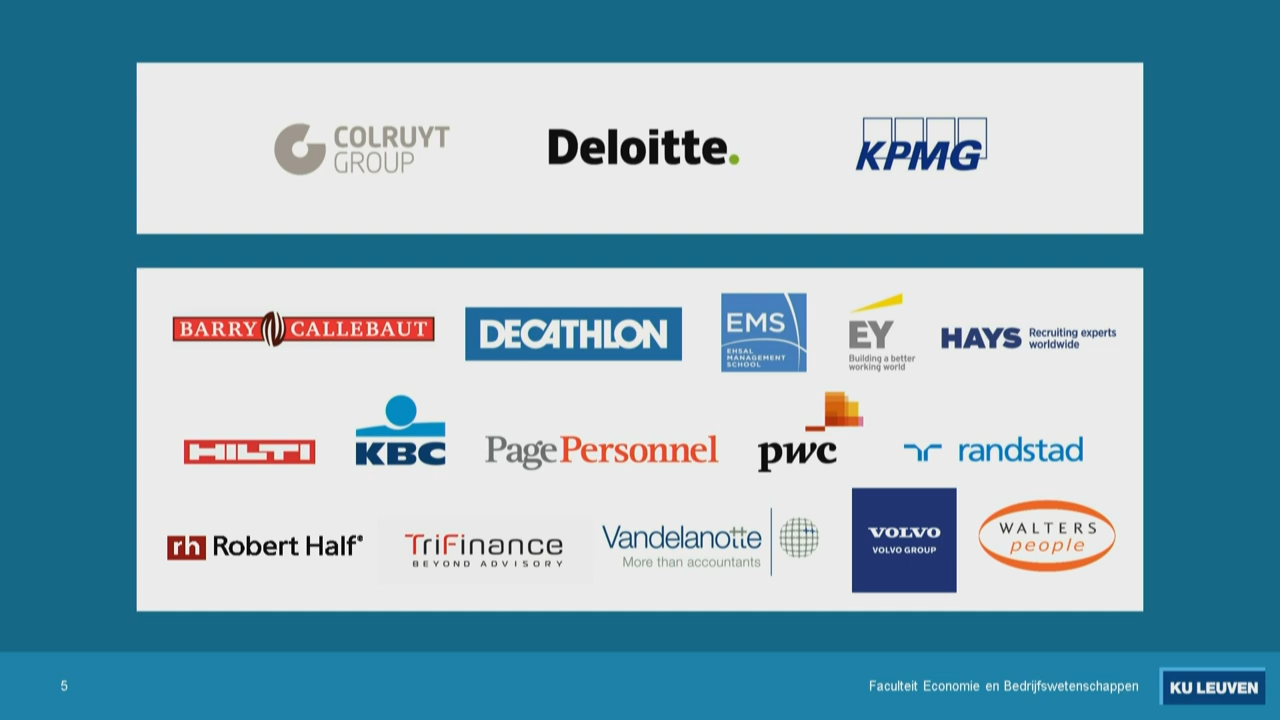 COLRUYT
GROUP
Deloitte.
KPMG
BARRY CALLEBAUT
DECATHLON
EMS
EHSAL
MANAGEMENT
SCHOOL
EY
Building a better
working world
HAYS Recruiting experts
worldwide
HILTI
KBC
PagePersonnel
pwc
randstad
rh Robert Half®
TriFinance
BEYOND ADVISORY
Vandelanotte
More than accountants
VOLVO
VOLVO GROUP
WALTERS
people
5
Faculteit Economie en Bedrijfswetenschappen
KU LEUVEN